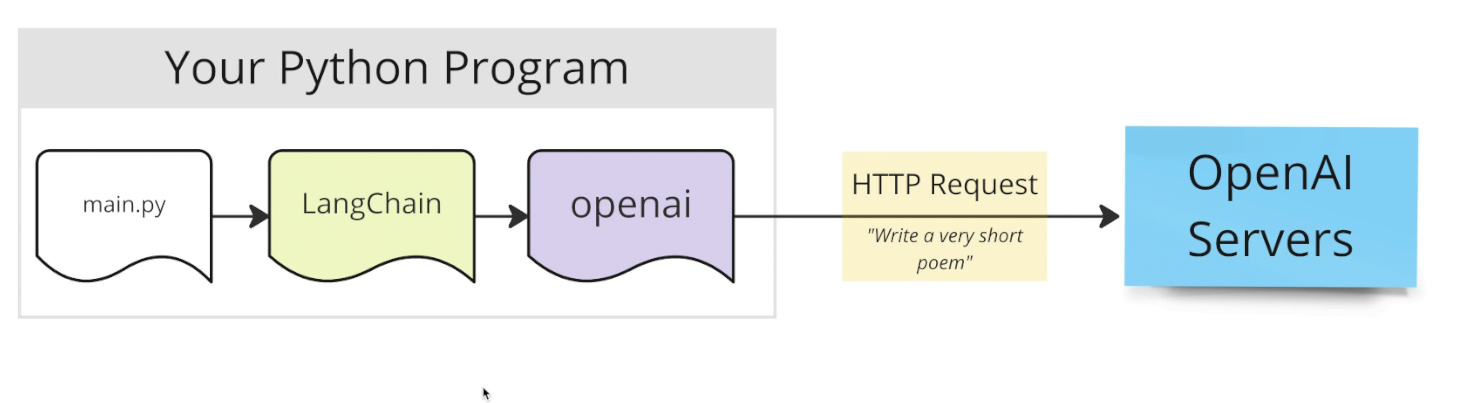 Your Python Program
main.py
LangChain
openai
HTTP Request
"Write a very short
poem"
OpenAI
Servers